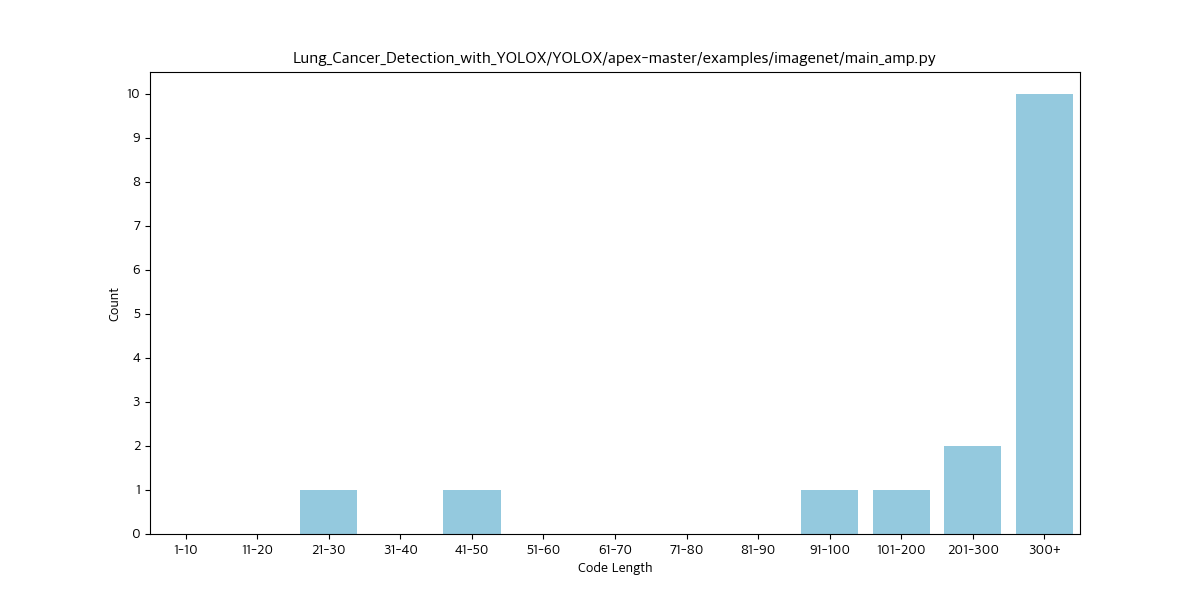 Lung_Cancer_Detection_with_YOLOX/YOLOX/apex-master/examples/imagenet/main_amp.py
Count
10
9
8
7
6
5
4
3
2
1
0
1-10 11-20 21-30 31-40 41-50 51-60 61-70 71-80 81-90 91-100 101-200 201-300 300+
Code Length